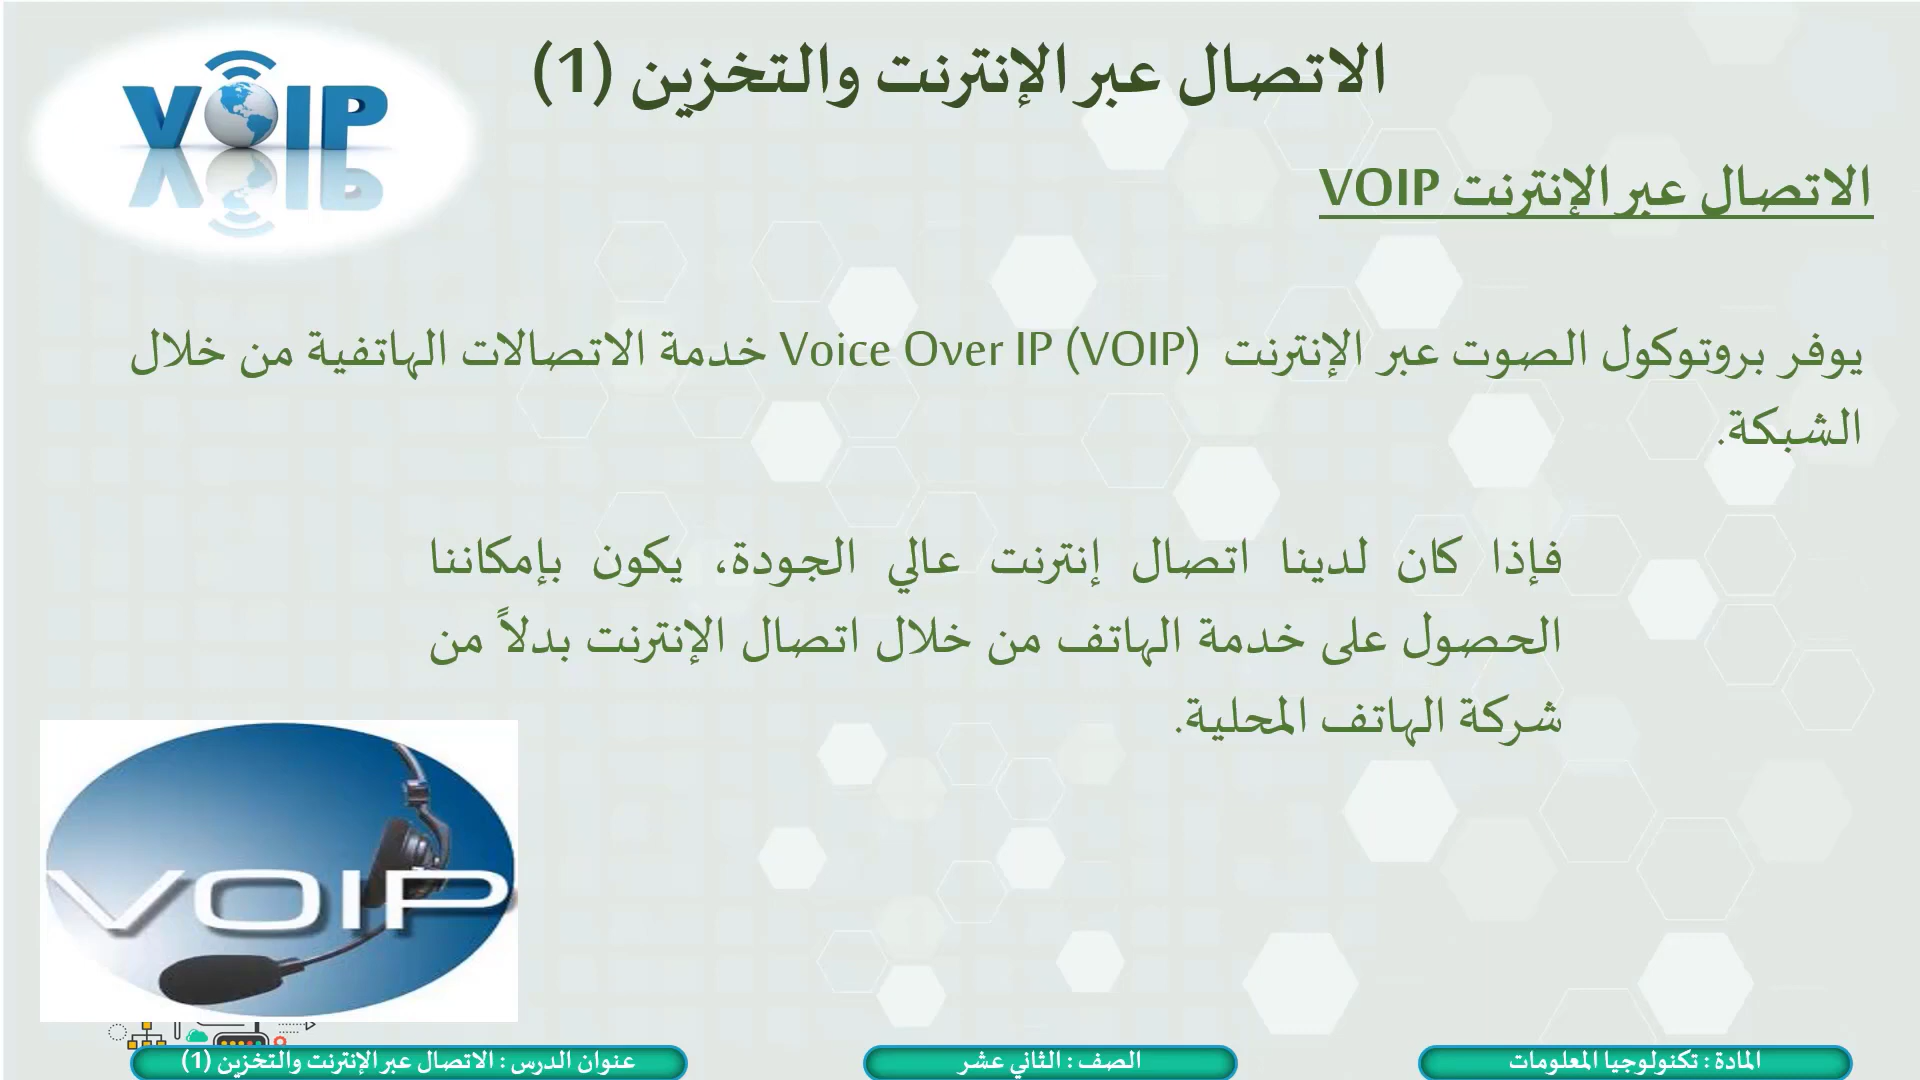 VOIP
الاتصال عبر الإنترنت والتخزين (1)
الاتصال عبر الإنترنت VOIP
يوفر بروتوكول الصوت عبر الإنترنت Voice Over IP (VOIP) خدمة الاتصالات الهاتفية من خلال
الشبكة.
فإذا كان لدينا اتصال إنترنت عالي الجودة، يكون بإمكاننا
الحصول على خدمة الهاتف من خلال اتصال الإنترنت بدلاً من
شركة الهاتف المحلية.
VOIP
المادة : تكنولوجيا المعلومات
الصف : الثاني عشر
عنوان الدرس : الاتصال عبر الإنترنت والتخزين (1)